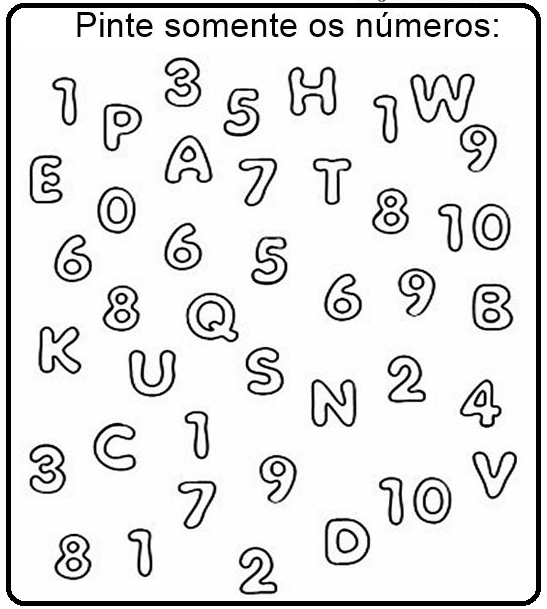 Pinte somente os números:
1 3 5 H 1 W
P 9
E A 7 T
0 8 10
6 6 5
8 Q 6 9 B
K U S N 2 4
C 1
3 7 9 10 V
8 1 2 D